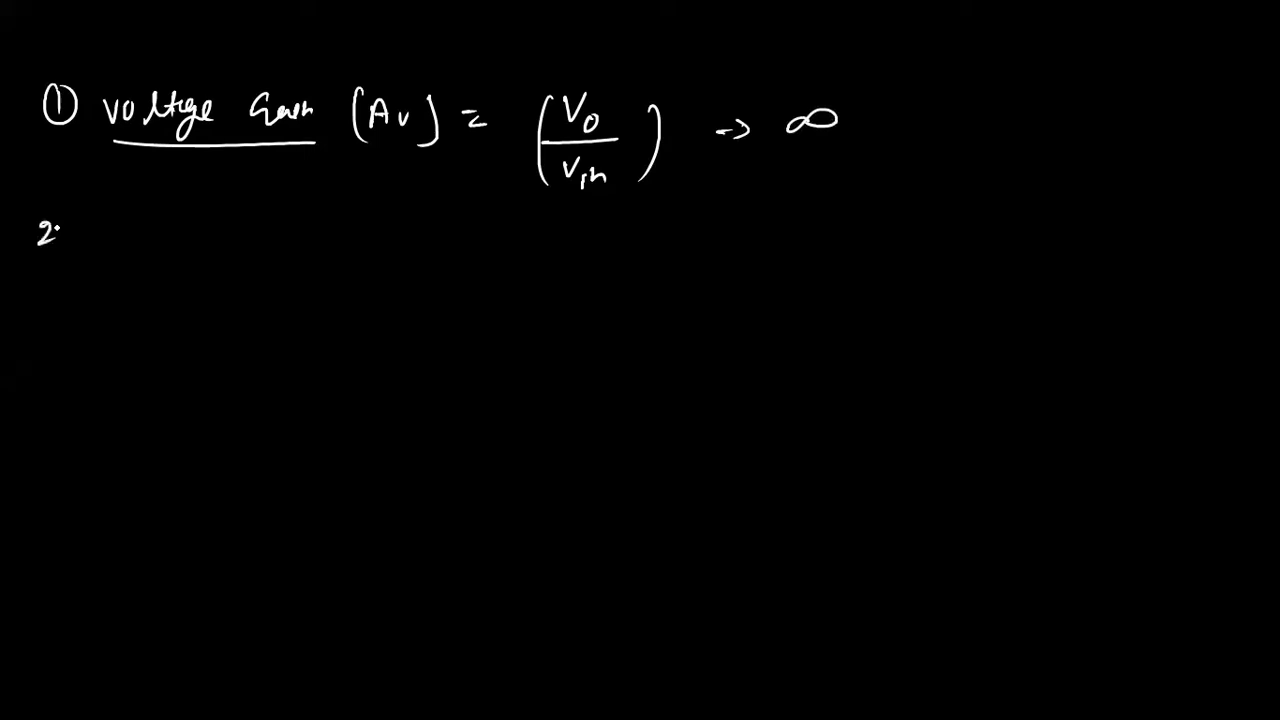 ① Voltage Gain (Av) = (Vo/Vin) → ∞
2.